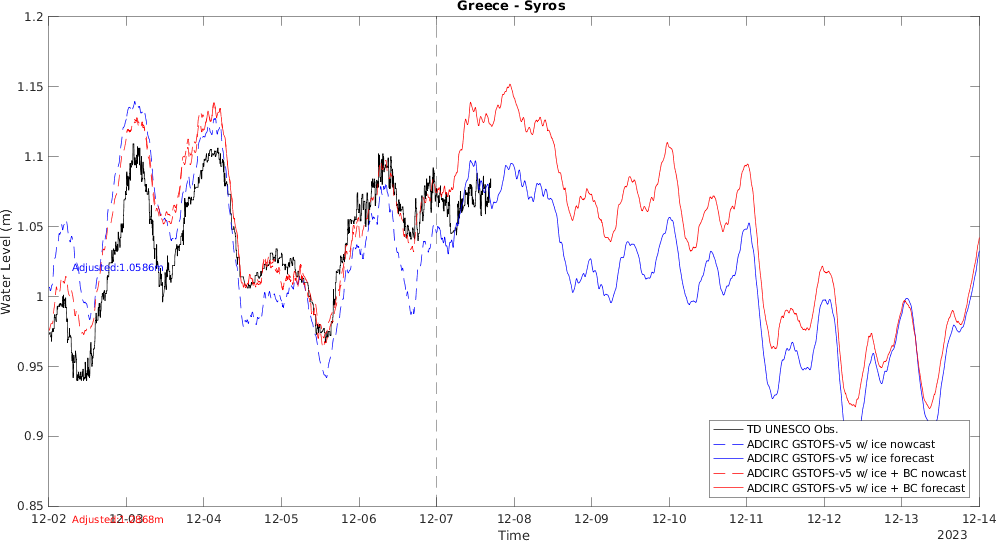 Greece - Syros
1.2
1.15
1.1
1.05
1
0.95
0.9
0.85
Water Level (m)
Adjusted:1.0586m
TD UNESCO Obs.
ADCIRC GSTOFS-v5 w/ ice nowcast
ADCIRC GSTOFS-v5 w/ ice forecast
ADCIRC GSTOFS-v5 w/ ice + BC nowcast
ADCIRC GSTOFS-v5 w/ ice + BC forecast
12-02 12-03 12-04 12-05 12-06 12-07 12-08 12-09 12-10 12-11 12-12 12-13 12-14
Time
2023